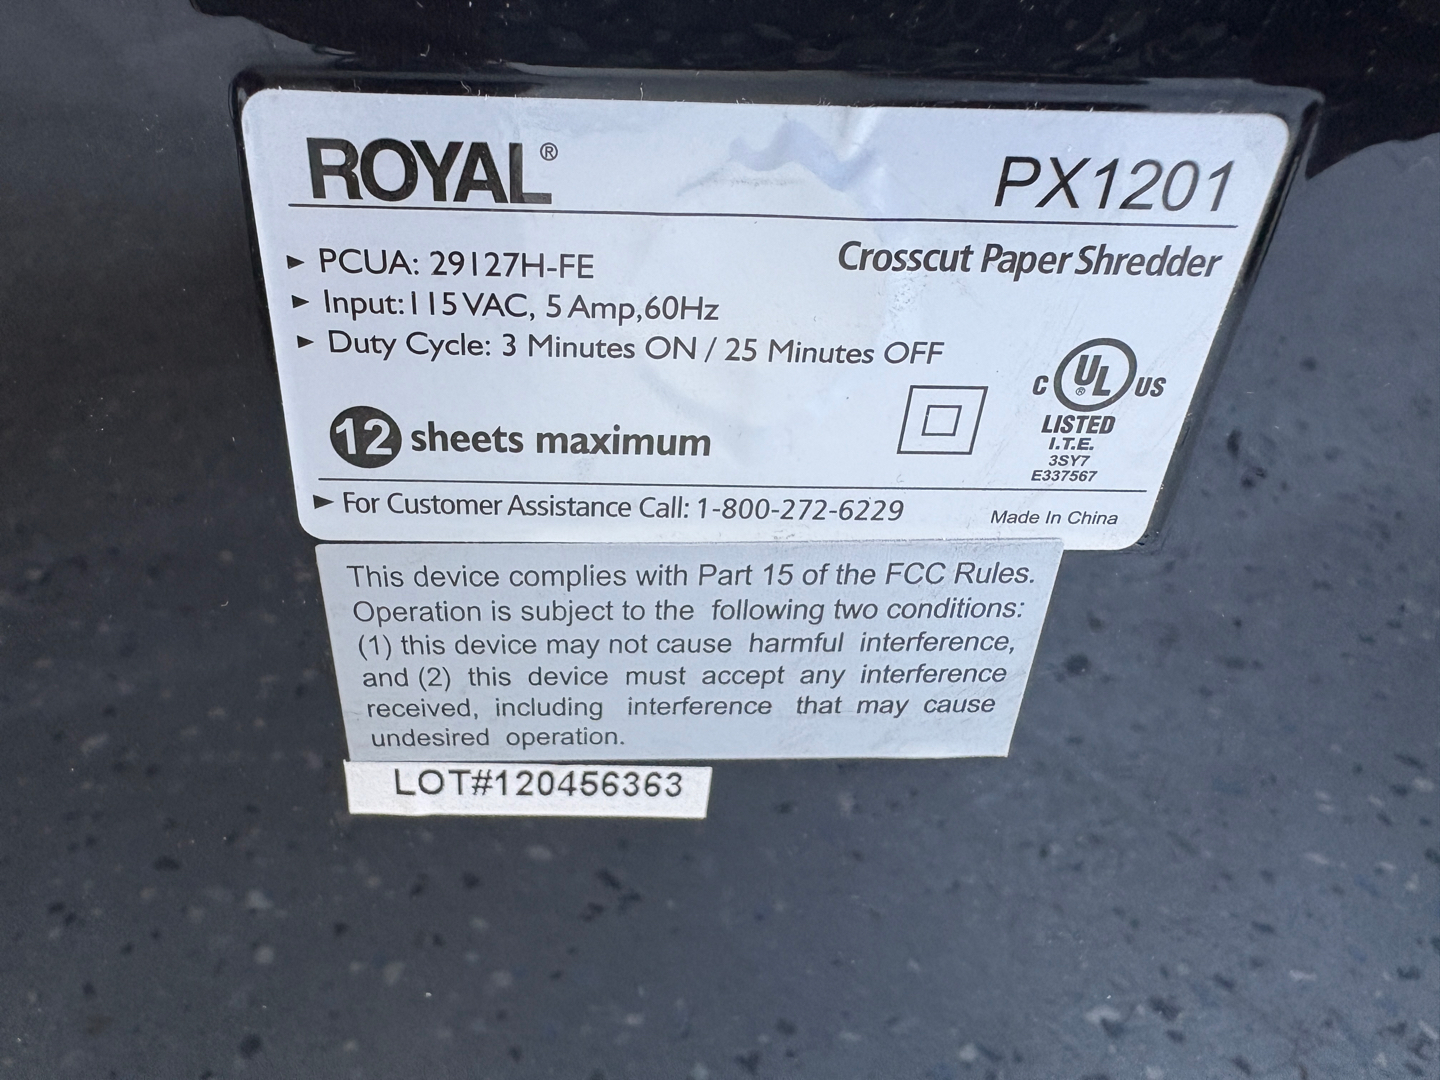 ROYAL®
PX1201
Crosscut Paper Shredder
► PCUA: 29127H-FE
► Input: 115 VAC, 5 Amp,60Hz
► Duty Cycle: 3 Minutes ON / 25 Minutes OFF
12 sheets maximum
C UL® US
LISTED
I.T.E.
3SY7
E337567
► For Customer Assistance Call: 1-800-272-6229
Made In China
This device complies with Part 15 of the FCC Rules.
Operation is subject to the following two conditions:
(1) this device may not cause harmful interference,
and (2) this device must accept any interference
received, including interference that may cause
undesired operation.
LOT#120456363